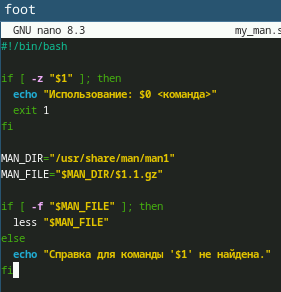 foot
GNU nano 8.3 my_man.s
#!/bin/bash
if [ -z "$1" ]; then
echo "Использование: $0 <команда>"
exit 1
fi
MAN_DIR="/usr/share/man/man1"
MAN_FILE="$MAN_DIR/$1.1.gz"
if [ -f "$MAN_FILE" ]; then
less "$MAN_FILE"
else
echo "Справка для команды '$1' не найдена."
fi